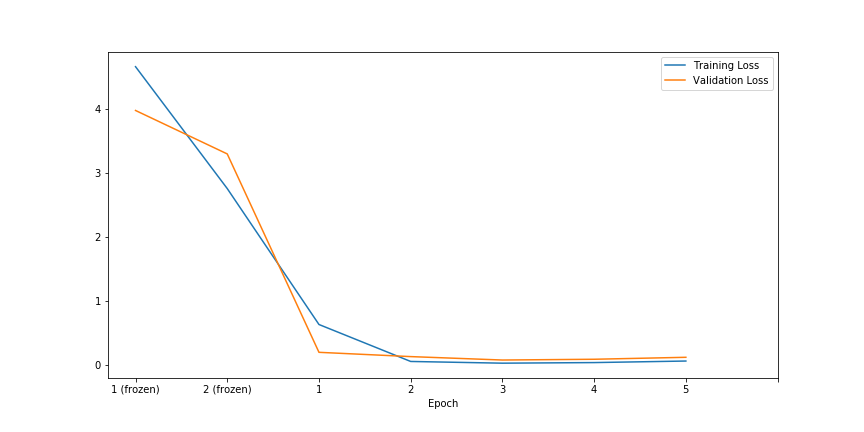 Training Loss
Validation Loss
4
3
2
1
0
1 (frozen) 2 (frozen) 1 2 3 4 5
Epoch